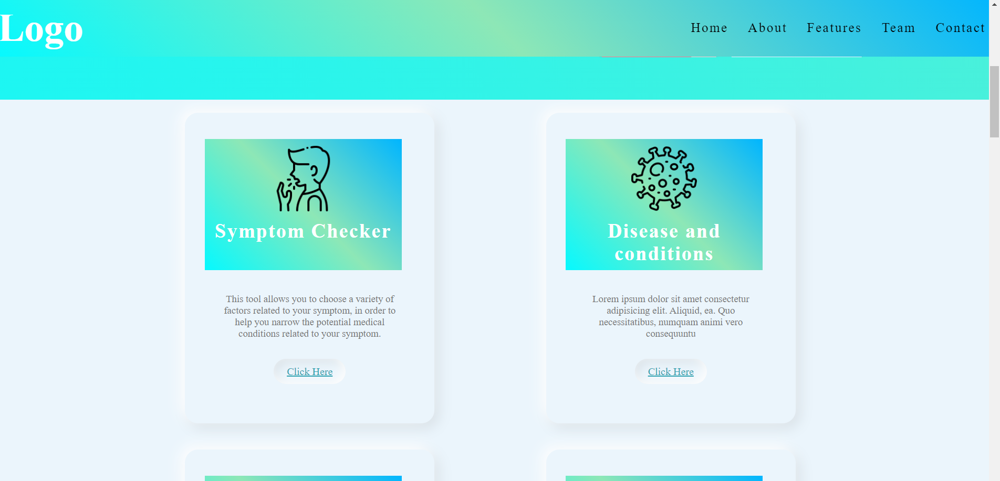 Logo
Home About Features Team Contact
Symptom Checker
This tool allows you to choose a variety of
factors related to your symptom, in order to
help you narrow the potential medical
conditions related to your symptom.
Click Here
Disease and
conditions
Lorem ipsum dolor sit amet consectetur
adipisicing elit. Aliquid, ea. Quo
necessitatibus, numquam animi vero
consequuntu
Click Here